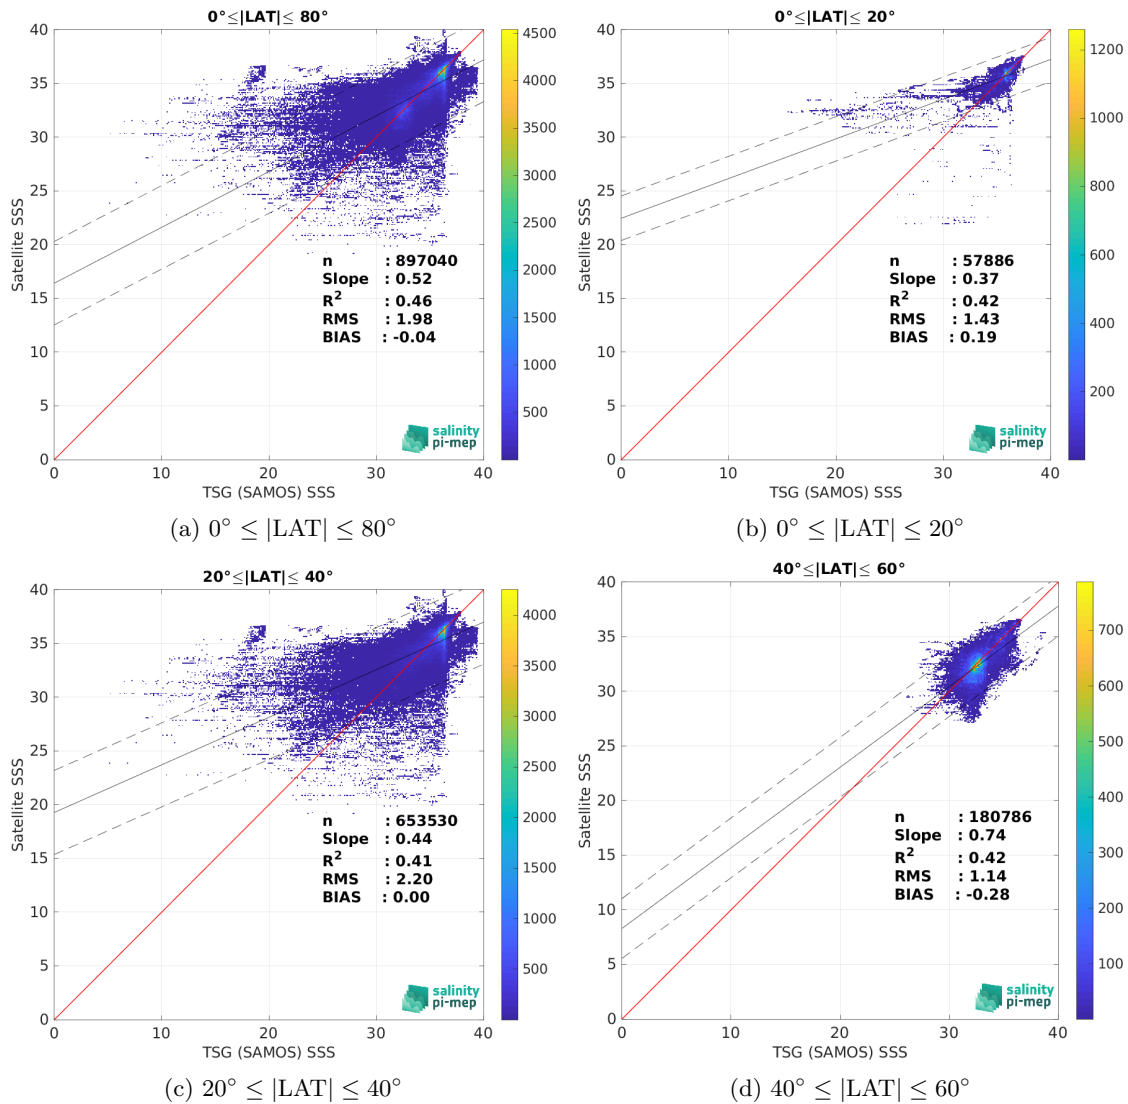 0°≤|LAT|≤ 80°
40
35
30
25
20
15
10
5
0
Satellite SSS
0
10
20
30
40
TSG (SAMOS) SSS
n : 897040
Slope : 0.52
R² : 0.46
RMS : 1.98
BIAS : -0.04
salinity
pi-mep
4500
4000
3500
3000
2500
2000
1500
1000
500
(a) 0° ≤ |LAT| ≤ 80°
0°≤|LAT|≤ 20°
40
35
30
25
20
15
10
5
0
Satellite SSS
0
10
20
30
40
TSG (SAMOS) SSS
n : 57886
Slope : 0.37
R² : 0.42
RMS : 1.43
BIAS : 0.19
salinity
pi-mep
1200
1000
800
600
400
200
(b) 0° ≤ |LAT| ≤ 20°
20°≤|LAT|≤ 40°
40
35
30
25
20
15
10
5
0
Satellite SSS
0
10
20
30
40
TSG (SAMOS) SSS
n : 653530
Slope : 0.44
R² : 0.41
RMS : 2.20
BIAS : 0.00
salinity
pi-mep
4000
3500
3000
2500
2000
1500
1000
500
(c) 20° ≤ |LAT| ≤ 40°
40°≤|LAT|≤ 60°
40
35
30
25
20
15
10
5
0
Satellite SSS
0
10
20
30
40
TSG (SAMOS) SSS
n : 180786
Slope : 0.74
R² : 0.42
RMS : 1.14
BIAS : -0.28
salinity
pi-mep
700
600
500
400
300
200
100
(d) 40° ≤ |LAT| ≤ 60°